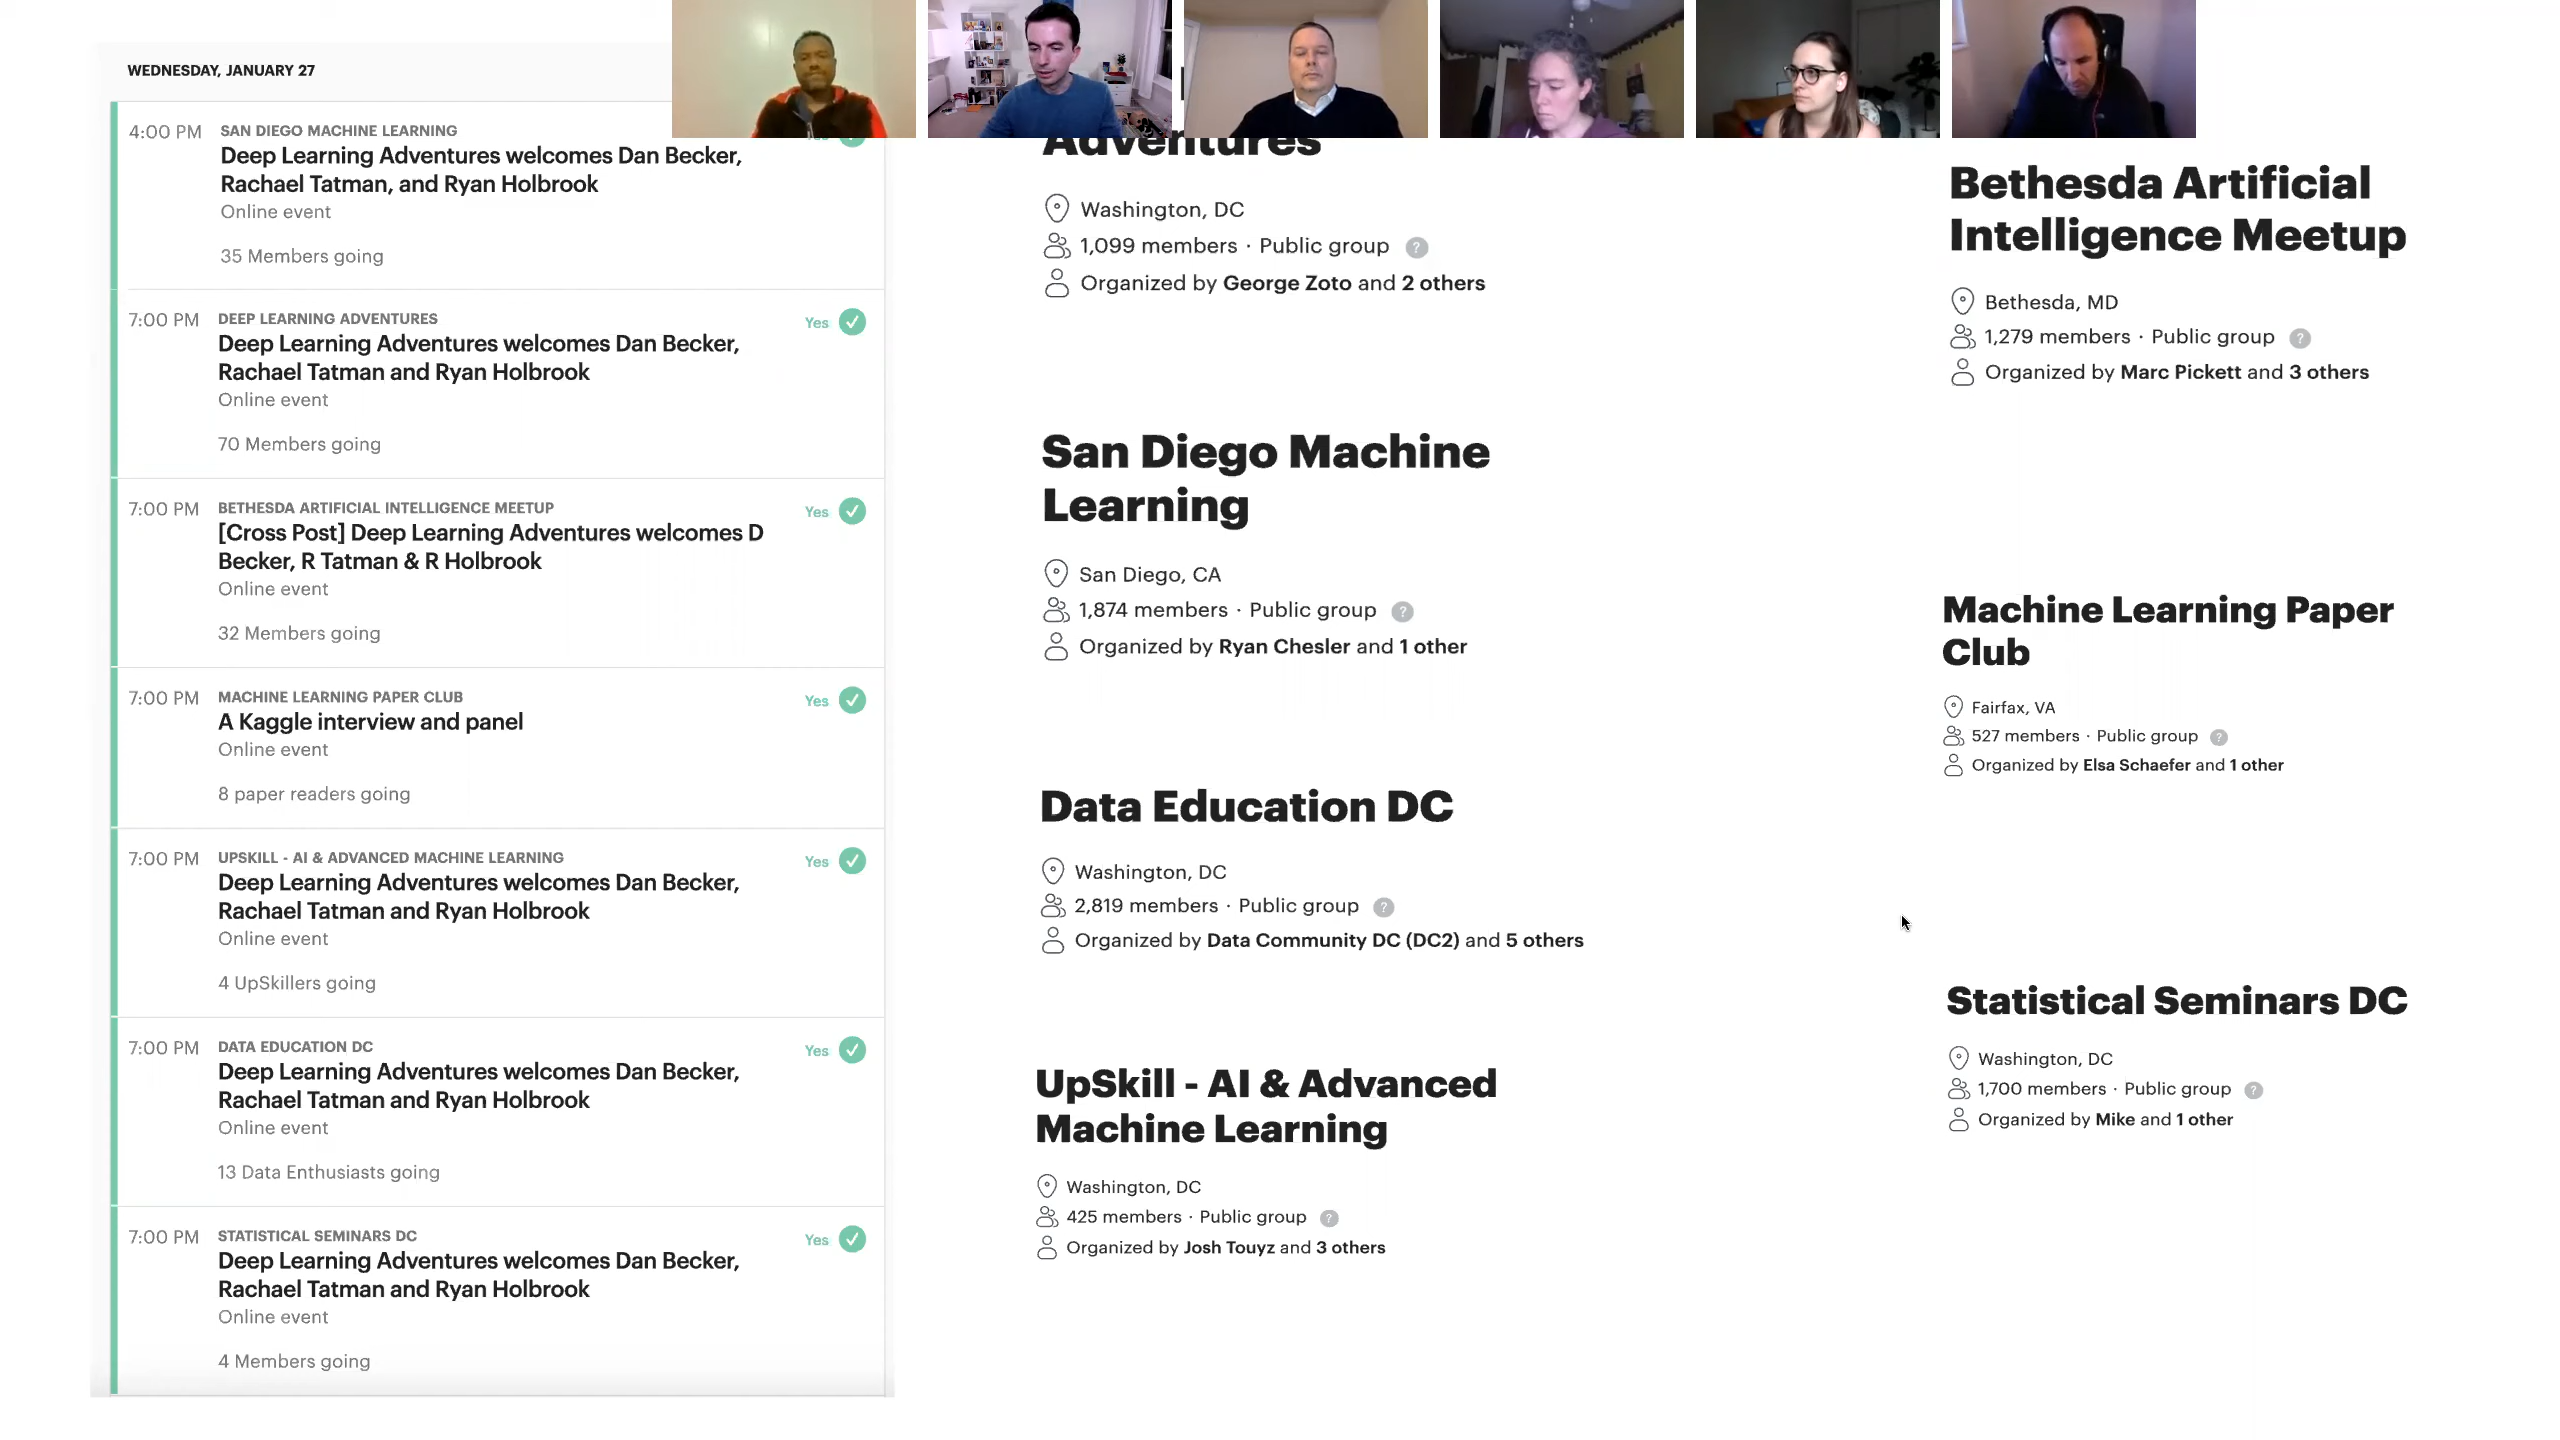 WEDNESDAY, JANUARY 27
4:00 PM
SAN DIEGO MACHINE LEARNING
Deep Learning Adventures welcomes Dan Becker,
Rachael Tatman, and Ryan Holbrook
Online event
35 Members going
7:00 PM
DEEP LEARNING ADVENTURES
Yes
Deep Learning Adventures welcomes Dan Becker,
Rachael Tatman and Ryan Holbrook
Online event
70 Members going
7:00 PM
BETHESDA ARTIFICIAL INTELLIGENCE MEETUP
Yes
[Cross Post] Deep Learning Adventures welcomes D
Becker, R Tatman & R Holbrook
Online event
32 Members going
7:00 PM
MACHINE LEARNING PAPER CLUB
Yes
A Kaggle interview and panel
Online event
8 paper readers going
7:00 PM
UPSKILL - AI & ADVANCED MACHINE LEARNING
Yes
Deep Learning Adventures welcomes Dan Becker,
Rachael Tatman and Ryan Holbrook
Online event
4 UpSkillers going
7:00 PM
DATA EDUCATION DC
Yes
Deep Learning Adventures welcomes Dan Becker,
Rachael Tatman and Ryan Holbrook
Online event
13 Data Enthusiasts going
7:00 PM
STATISTICAL SEMINARS DC
Yes
Deep Learning Adventures welcomes Dan Becker,
Rachael Tatman and Ryan Holbrook
Online event
4 Members going
Adventures
Washington, DC
1,099 members · Public group ?
Organized by George Zoto and 2 others
San Diego Machine
Learning
San Diego, CA
1,874 members · Public group ?
Organized by Ryan Chesler and 1 other
Data Education DC
Washington, DC
2,819 members · Public group ?
Organized by Data Community DC (DC2) and 5 others
UpSkill - AI & Advanced
Machine Learning
Washington, DC
425 members · Public group ?
Organized by Josh Touyz and 3 others
Bethesda Artificial
Intelligence Meetup
Bethesda, MD
1,279 members · Public group ?
Organized by Marc Pickett and 3 others
Machine Learning Paper
Club
Fairfax, VA
527 members · Public group ?
Organized by Elsa Schaefer and 1 other
Statistical Seminars DC
Washington, DC
1,700 members · Public group ?
Organized by Mike and 1 other